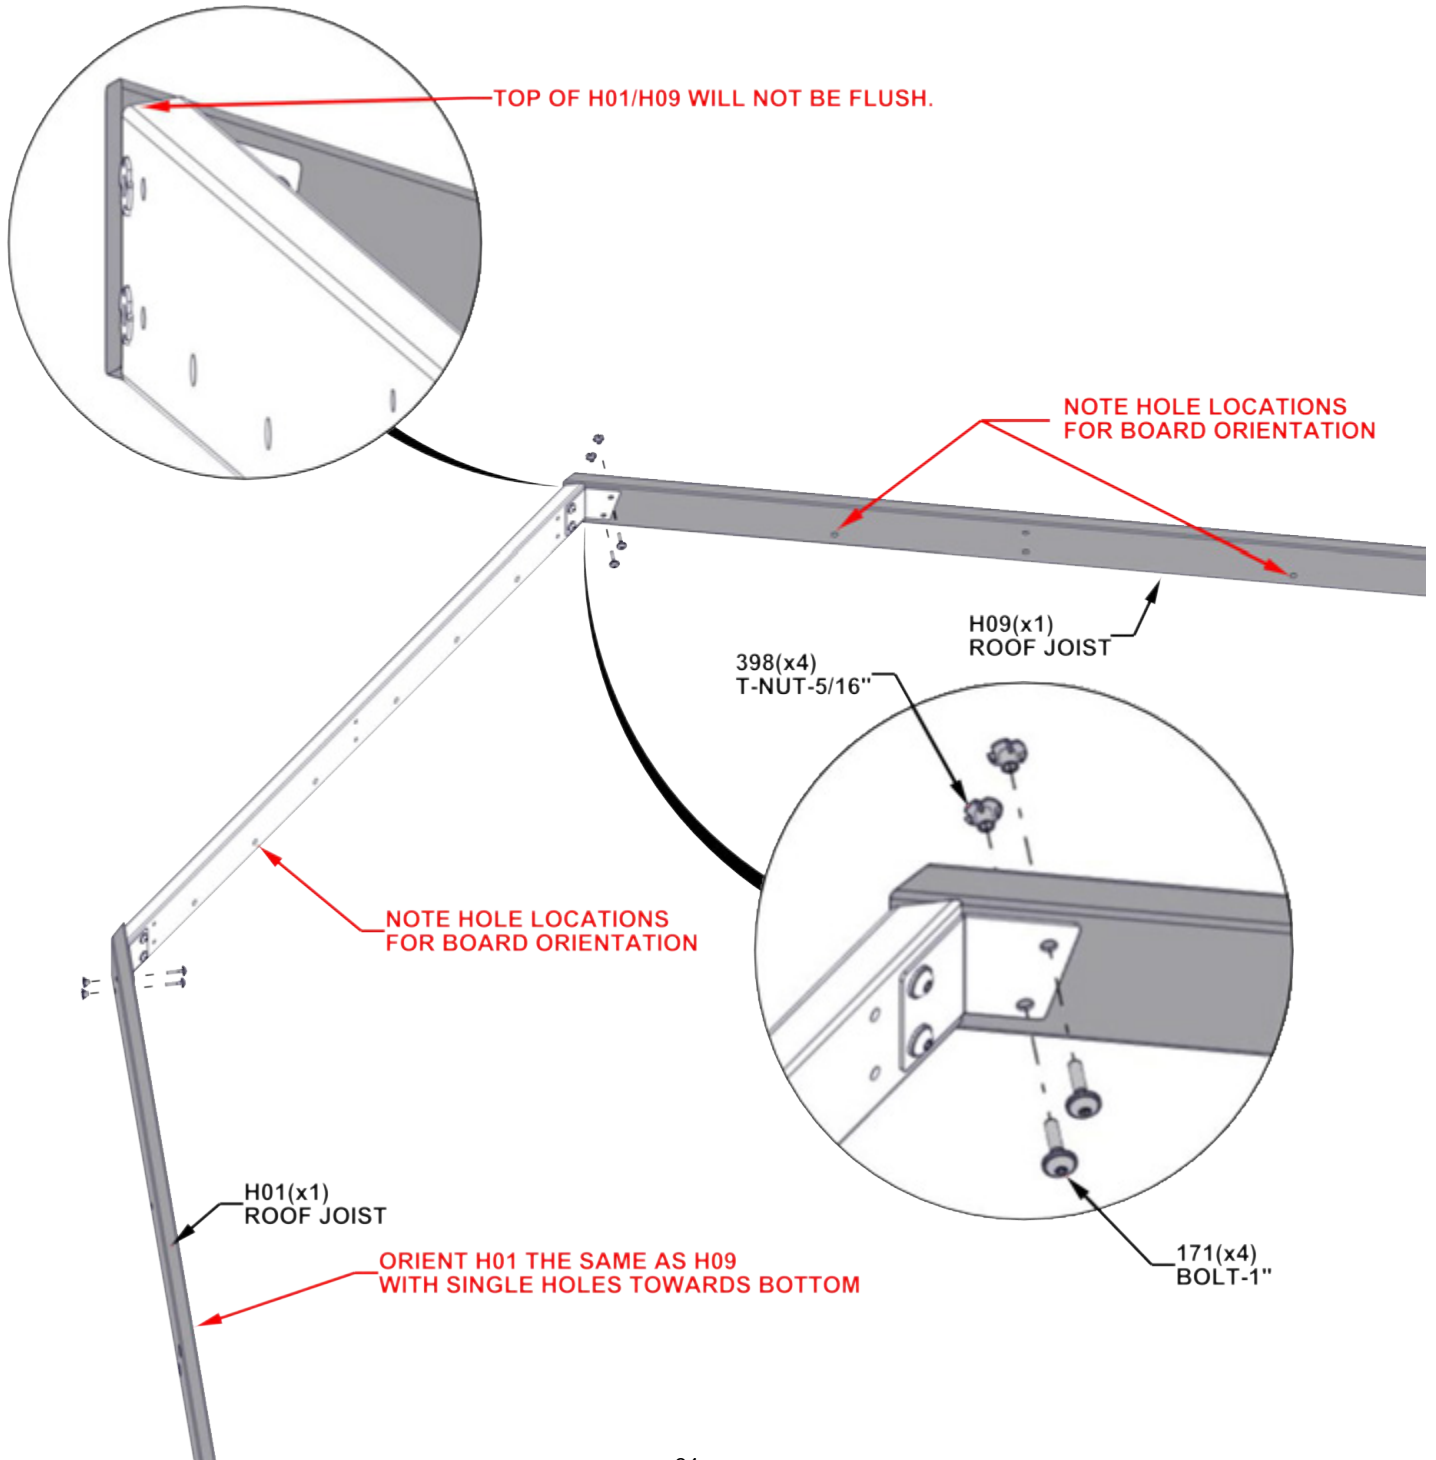 TOP OF H01/H09 WILL NOT BE FLUSH.
NOTE HOLE LOCATIONS
FOR BOARD ORIENTATION
H09(x1)
ROOF JOIST
398(x4)
T-NUT-5/16"
NOTE HOLE LOCATIONS
FOR BOARD ORIENTATION
H01(x1)
ROOF JOIST
ORIENT H01 THE SAME AS H09
WITH SINGLE HOLES TOWARDS BOTTOM
171(x4)
BOLT-1"